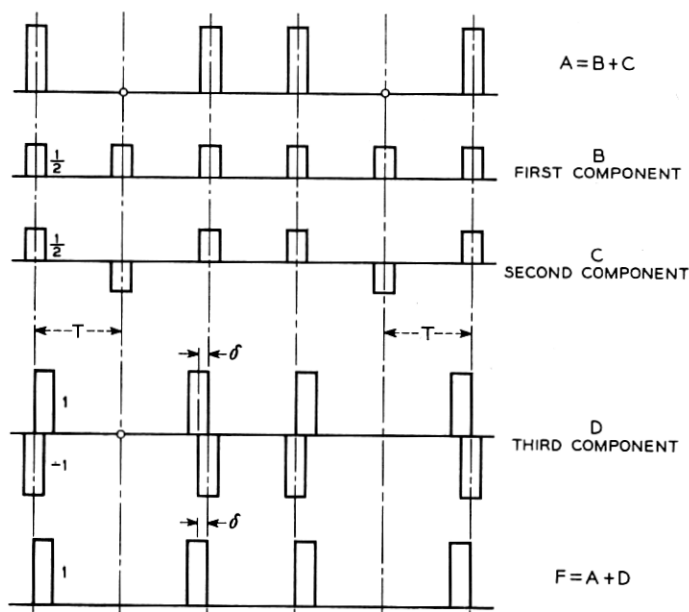 A=B+C
1/2
B
FIRST COMPONENT
1/2
C
SECOND COMPONENT
T
T
δ
1
D
THIRD COMPONENT
-1
δ
1
F=A+D